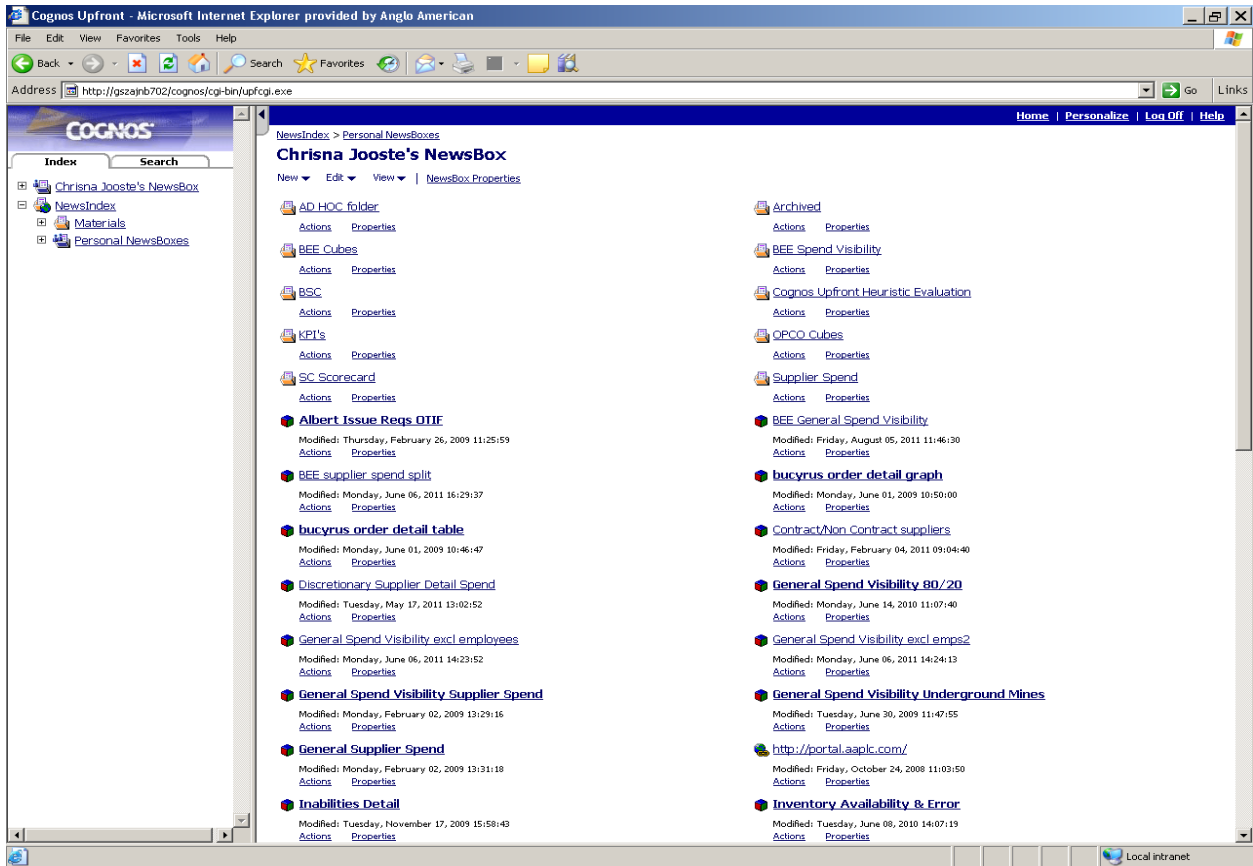 Cognos Upfront - Microsoft Internet Explorer provided by Anglo American
File Edit View Favorites Tools Help
Back Search Favorites
Address http://gszajnb702/cognos/cgi-bin/upfcgi.exe Go Links
COGNOS
Index Search
Chrisna Jooste's NewsBox
NewsIndex
Materials
Personal NewsBoxes
Home | Personalize | Log Off | Help
NewsIndex > Personal NewsBoxes
Chrisna Jooste's NewsBox
New Edit View | NewsBox Properties
AD HOC folder Archived
Actions Properties Actions Properties
BEE Cubes BEE Spend Visibility
Actions Properties Actions Properties
BSC Cognos Upfront Heuristic Evaluation
Actions Properties Actions Properties
KPI's OPCO Cubes
Actions Properties Actions Properties
SC Scorecard Supplier Spend
Actions Properties Actions Properties
Albert Issue Reqs OTIF BEE General Spend Visibility
Modified: Thursday, February 26, 2009 11:25:59 Modified: Friday, August 05, 2011 11:46:30
Actions Properties Actions Properties
BEE supplier spend split bucyrus order detail graph
Modified: Monday, June 06, 2011 16:29:37 Modified: Monday, June 01, 2009 10:50:00
Actions Properties Actions Properties
bucyrus order detail table Contract/Non Contract suppliers
Modified: Monday, June 01, 2009 10:46:47 Modified: Friday, February 04, 2011 09:04:40
Actions Properties Actions Properties
Discretionary Supplier Detail Spend General Spend Visibility 80/20
Modified: Tuesday, May 17, 2011 13:02:52 Modified: Monday, June 14, 2010 11:07:40
Actions Properties Actions Properties
General Spend Visibility excl employees General Spend Visibility excl emps2
Modified: Monday, June 06, 2011 14:23:52 Modified: Monday, June 06, 2011 14:24:13
Actions Properties Actions Properties
General Spend Visibility Supplier Spend General Spend Visibility Underground Mines
Modified: Monday, February 02, 2009 13:29:16 Modified: Tuesday, June 30, 2009 11:47:55
Actions Properties Actions Properties
General Supplier Spend http://portal.aaplc.com/
Modified: Monday, February 02, 2009 13:31:18 Modified: Friday, October 24, 2008 11:03:50
Actions Properties Actions Properties
Inabilities Detail Inventory Availability & Error
Modified: Tuesday, November 17, 2009 15:58:43 Modified: Tuesday, June 08, 2010 14:07:19
Actions Properties Actions Properties
Local intranet